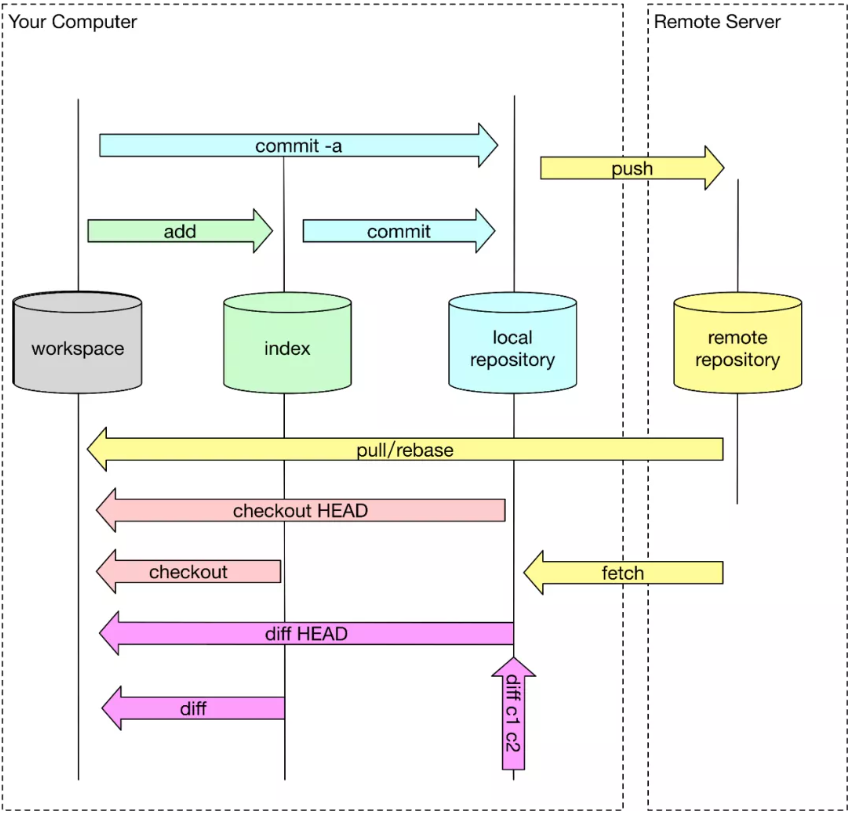 Your Computer
Remote Server
commit -a
push
add
commit
workspace
index
local
repository
remote
repository
pull/rebase
checkout HEAD
checkout
fetch
diff HEAD
diff c1 c2
diff